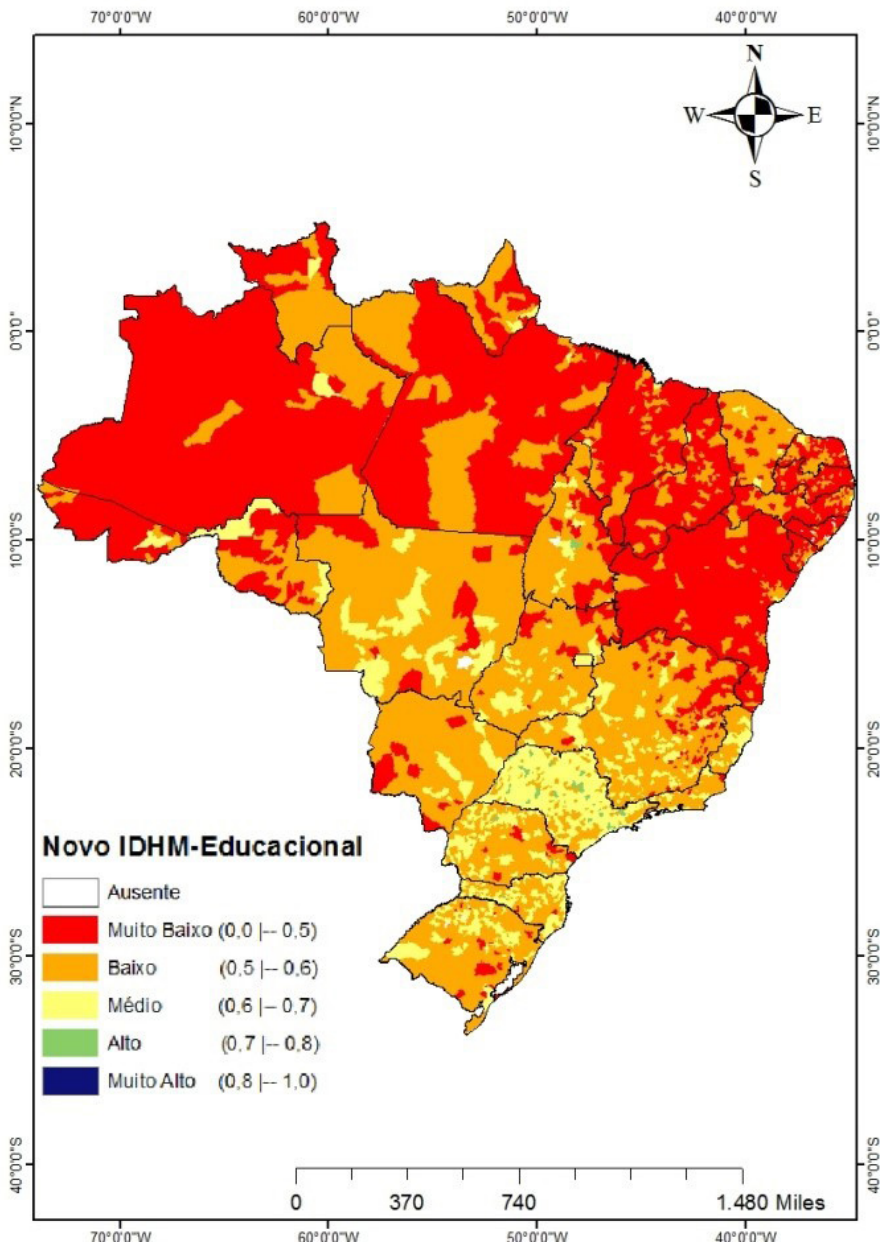 70°0'0"W 60°0'0"W 50°0'0"W 40°0'0"W
N
W E
S
10°0'0"N 10°0'0"N
0°0'0" 0°0'0"
10°0'0"S 10°0'0"S
20°0'0"S 20°0'0"S
Novo IDHM-Educacional
Ausente
Muito Baixo (0,0 |-- 0,5)
Baixo (0,5 |-- 0,6)
30°0'0"S 30°0'0"S
Médio (0,6 |-- 0,7)
Alto (0,7 |-- 0,8)
Muito Alto (0,8 |-- 1,0)
40°0'0"S 40°0'0"S
0 370 740 1.480 Miles
70°0'0"W 60°0'0"W 50°0'0"W 40°0'0"W